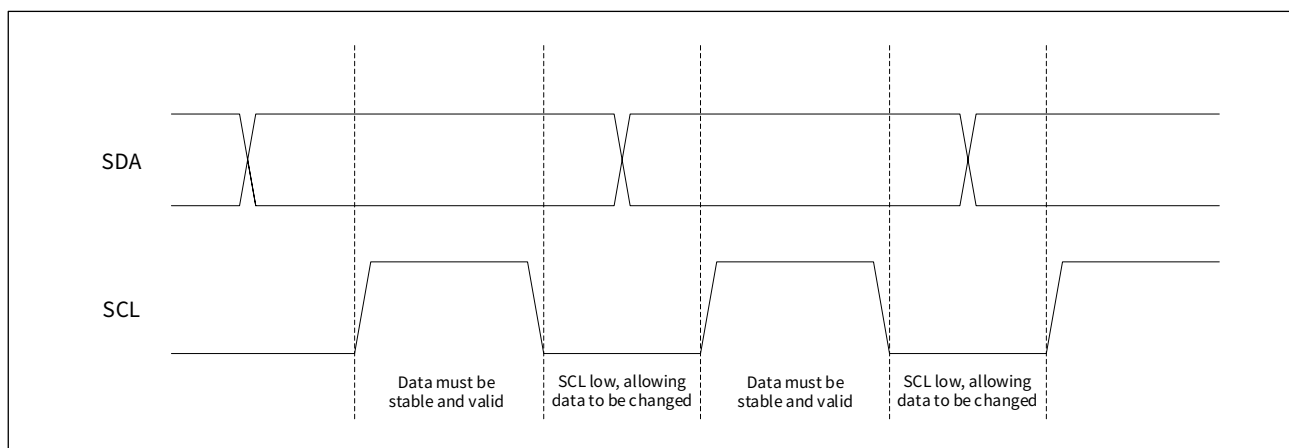 SDA
SCL
Data must be
stable and valid
SCL low, allowing
data to be changed
Data must be
stable and valid
SCL low, allowing
data to be changed